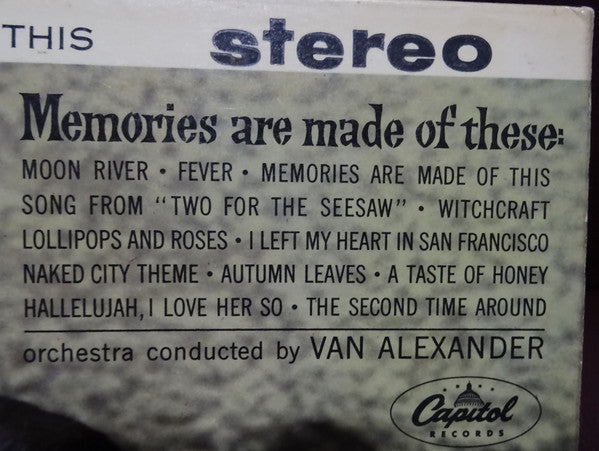 THIS stereo
Memories are made of these:
MOON RIVER • FEVER • MEMORIES ARE MADE OF THIS
SONG FROM "TWO FOR THE SEESAW" • WITCHCRAFT
LOLLIPOPS AND ROSES • I LEFT MY HEART IN SAN FRANCISCO
NAKED CITY THEME • AUTUMN LEAVES • A TASTE OF HONEY
HALLELUJAH, I LOVE HER SO • THE SECOND TIME AROUND
orchestra conducted by VAN ALEXANDER
Capitol
RECORDS